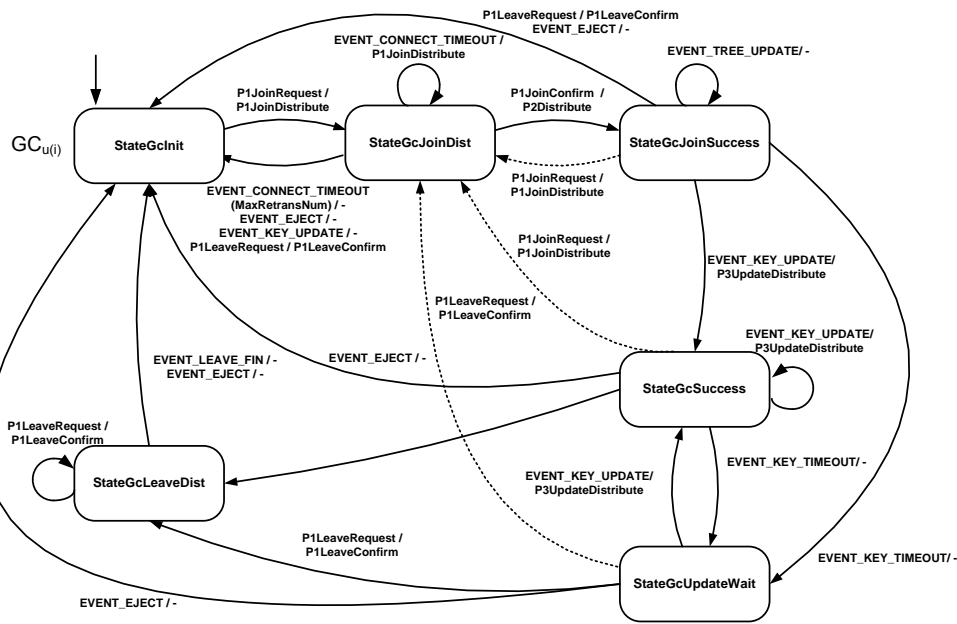 P1LeaveRequest / P1LeaveConfirm
EVENT_EJECT / -
EVENT_CONNECT_TIMEOUT /
P1JoinDistribute
EVENT_TREE_UPDATE/ -
P1JoinRequest /
P1JoinDistribute
P1JoinConfirm /
P2Distribute
GCu(i)
StateGcInit
StateGcJoinDist
StateGcJoinSuccess
P1JoinRequest /
P1JoinDistribute
EVENT_CONNECT_TIMEOUT
(MaxRetransNum) / -
EVENT_EJECT / -
EVENT_KEY_UPDATE / -
P1LeaveRequest / P1LeaveConfirm
P1JoinRequest /
P1JoinDistribute
EVENT_KEY_UPDATE/
P3UpdateDistribute
P1LeaveRequest /
P1LeaveConfirm
EVENT_KEY_UPDATE/
P3UpdateDistribute
EVENT_LEAVE_FIN / -
EVENT_EJECT / -
EVENT_EJECT / -
StateGcSuccess
P1LeaveRequest /
P1LeaveConfirm
StateGcLeaveDist
EVENT_KEY_UPDATE/
P3UpdateDistribute
EVENT_KEY_TIMEOUT/ -
P1LeaveRequest /
P1LeaveConfirm
EVENT_KEY_TIMEOUT/ -
StateGcUpdateWait
EVENT_EJECT / -